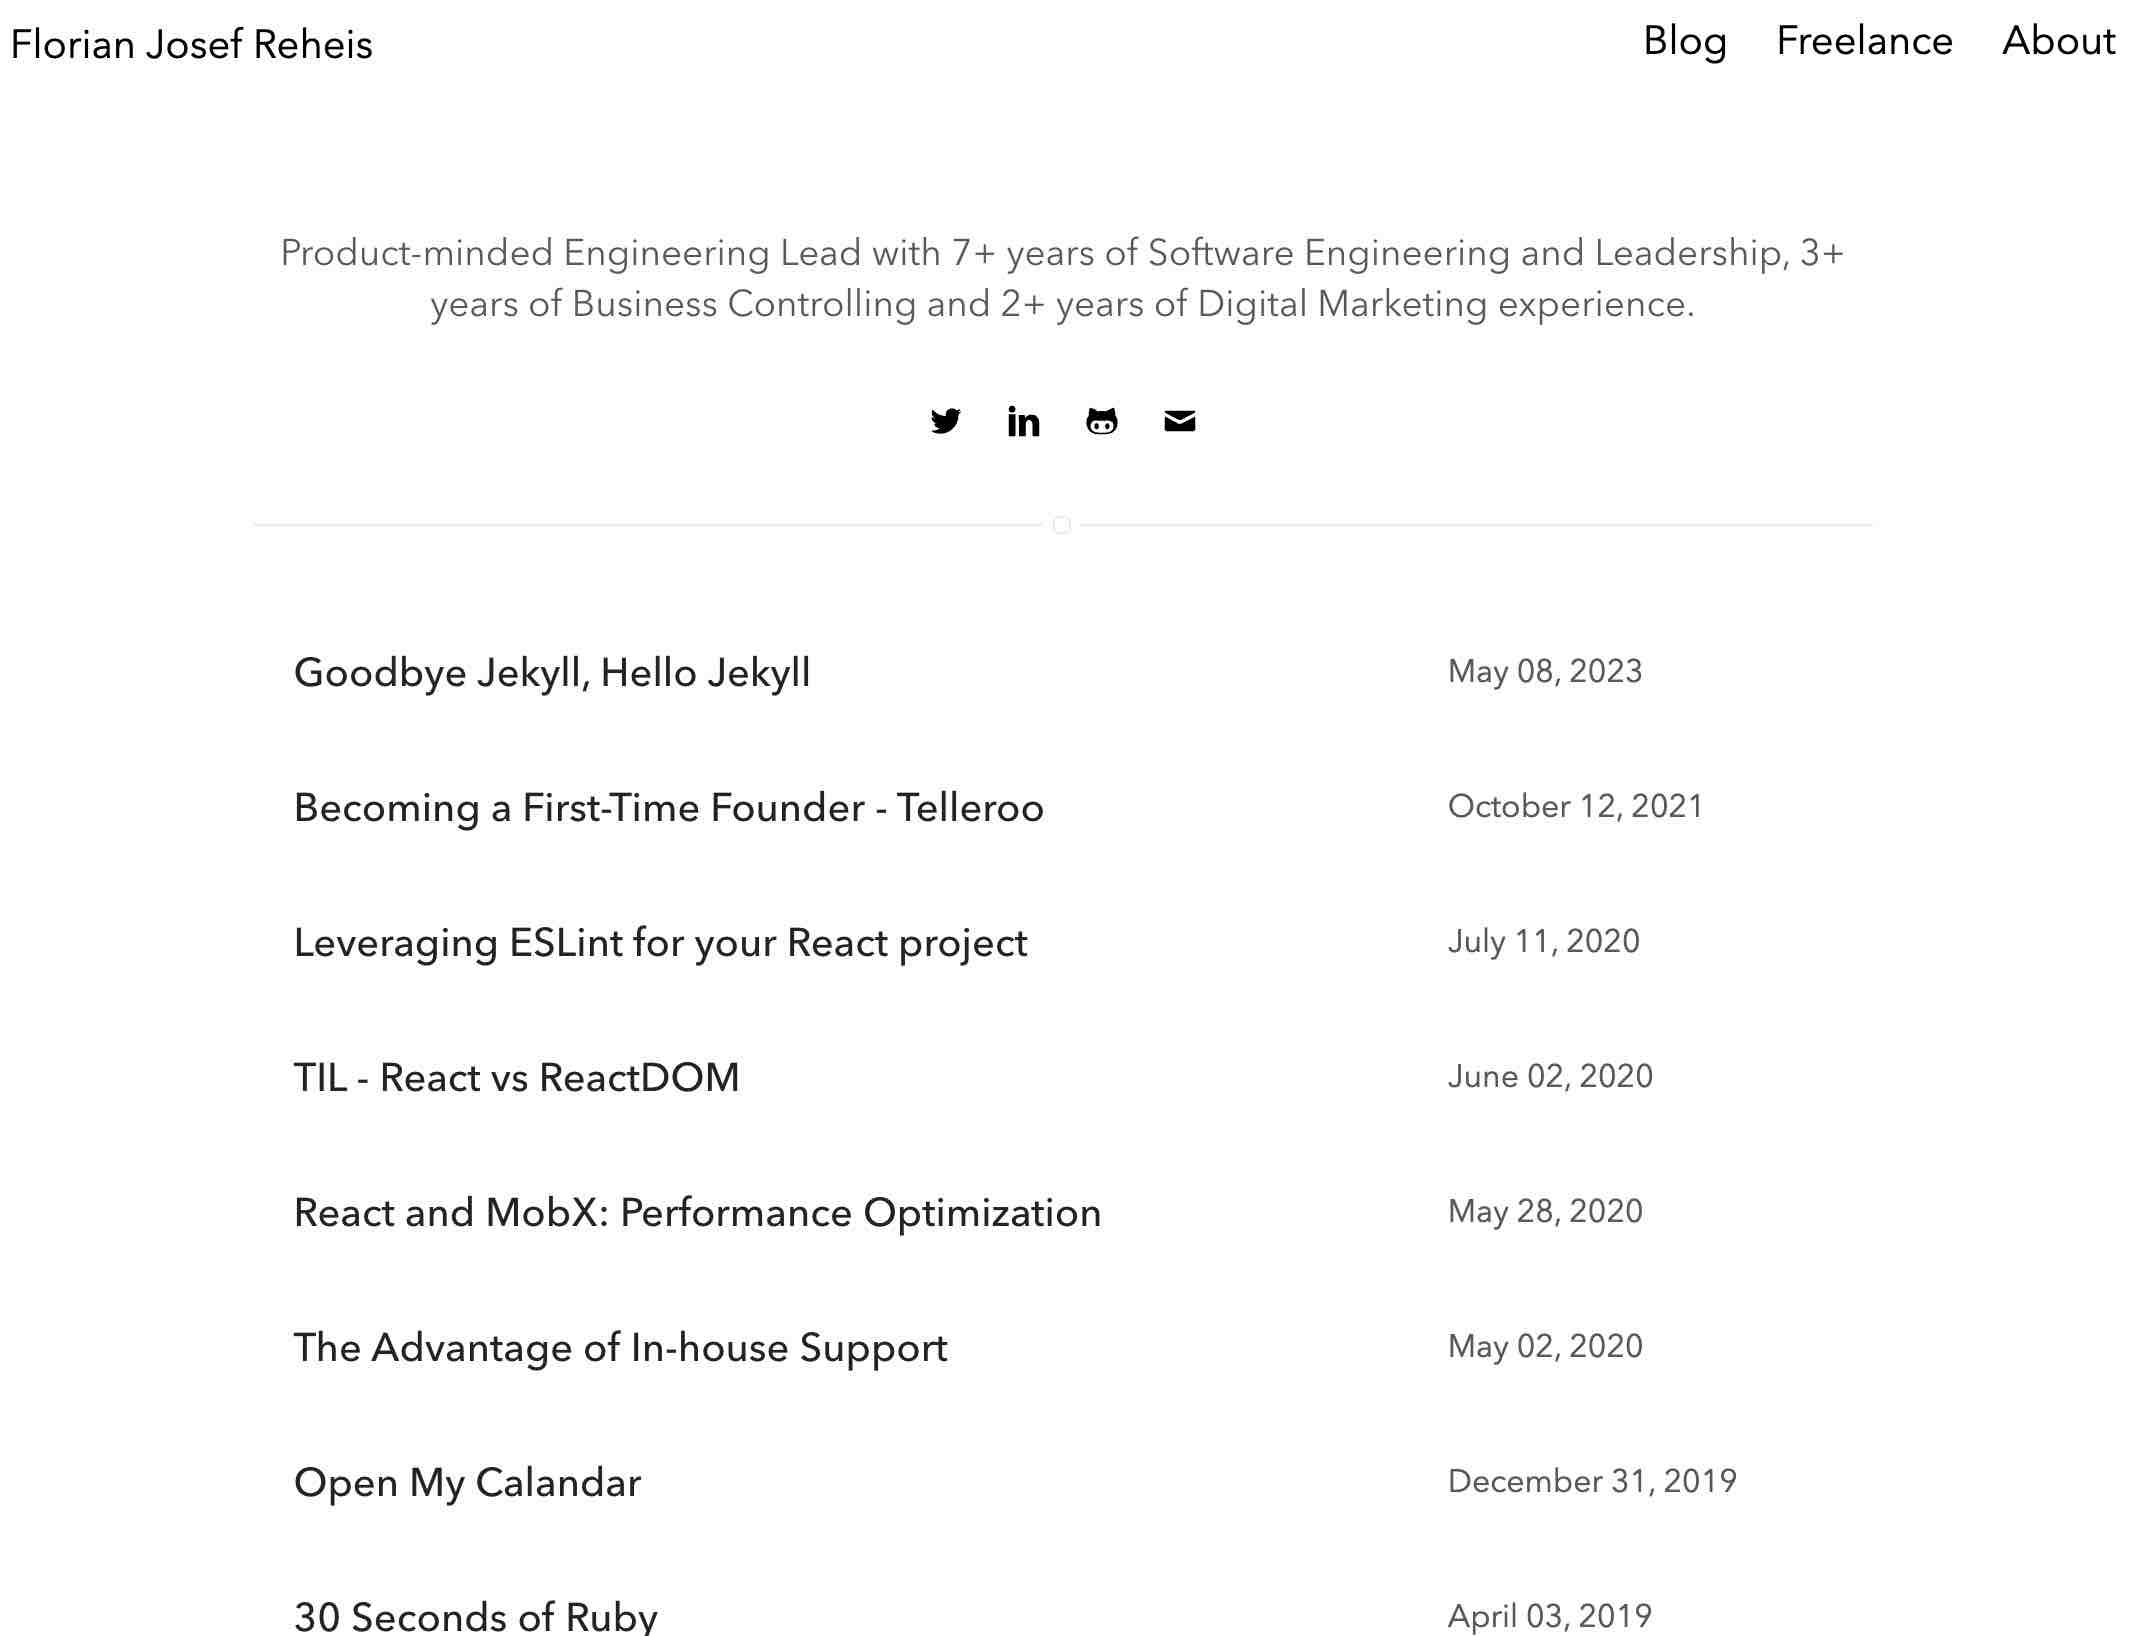 Florian Josef Reheis
Blog Freelance About
Product-minded Engineering Lead with 7+ years of Software Engineering and Leadership, 3+
years of Business Controlling and 2+ years of Digital Marketing experience.
in
Goodbye Jekyll, Hello Jekyll May 08, 2023
Becoming a First-Time Founder - Telleroo October 12, 2021
Leveraging ESLint for your React project July 11, 2020
TIL - React vs ReactDOM June 02, 2020
React and MobX: Performance Optimization May 28, 2020
The Advantage of In-house Support May 02, 2020
Open My Calandar December 31, 2019
30 Seconds of Ruby April 03, 2019